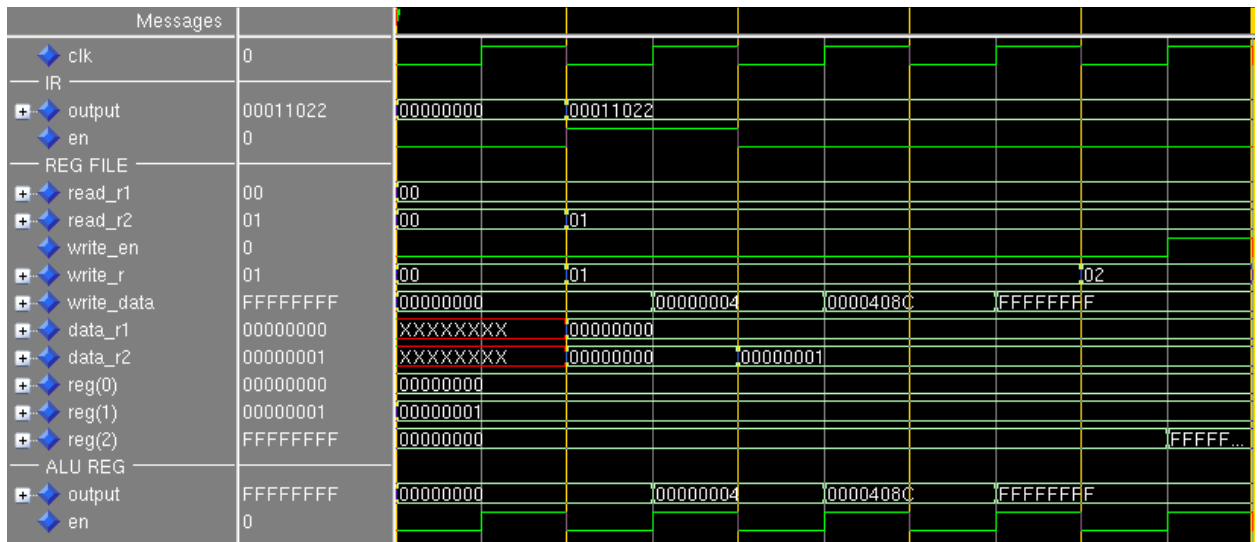 Messages
clk 0
IR
output 00011022 00000000 00011022
en 0
REG FILE
read_r1 00 00
read_r2 01 00 01
write_en 0
write_r 01 00 01 02
write_data FFFFFFFF 00000000 00000004 0000408C FFFFFFFF
data_r1 00000000 XXXXXXXX 00000000
data_r2 00000001 XXXXXXXX 00000000 00000001
reg(0) 00000000 00000000
reg(1) 00000001 00000001
reg(2) FFFFFFFF 00000000 FFFFF...
ALU REG
output FFFFFFFF 00000000 00000004 0000408C FFFFFFFF
en 0